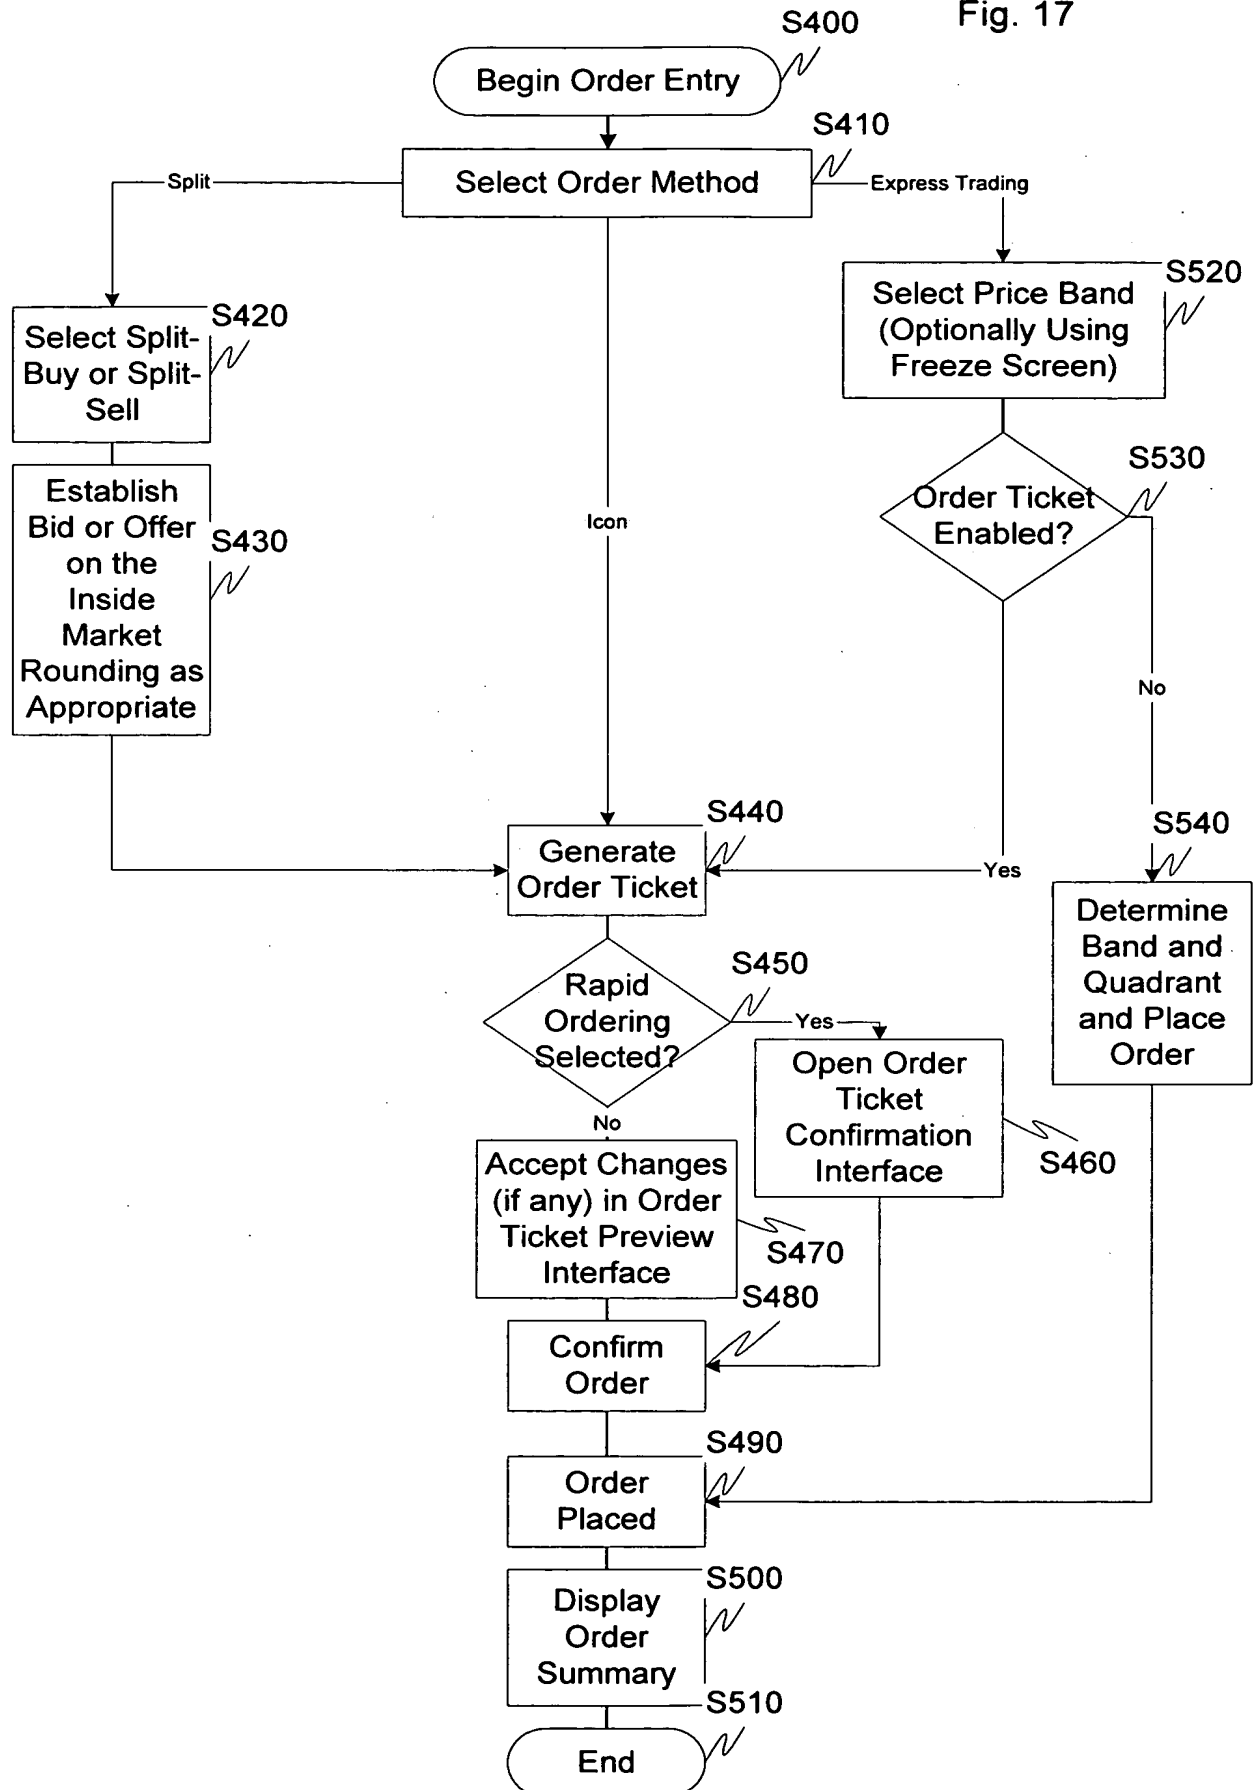 Fig. 17
S400
Begin Order Entry
S410
Select Order Method
Split
Express Trading
S420
Select Split-
Buy or Split-
Sell
S520
Select Price Band
(Optionally Using
Freeze Screen)
S430
Establish
Bid or Offer
on the
Inside
Market
Rounding as
Appropriate
Icon
S530
Order Ticket
Enabled?
No
Yes
S440
Generate
Order Ticket
S540
Determine
Band and
Quadrant
and Place
Order
S450
Rapid
Ordering
Selected?
Yes
No
S460
Open Order
Ticket
Confirmation
Interface
S470
Accept Changes
(if any) in Order
Ticket Preview
Interface
S480
Confirm
Order
S490
Order
Placed
S500
Display
Order
Summary
S510
End